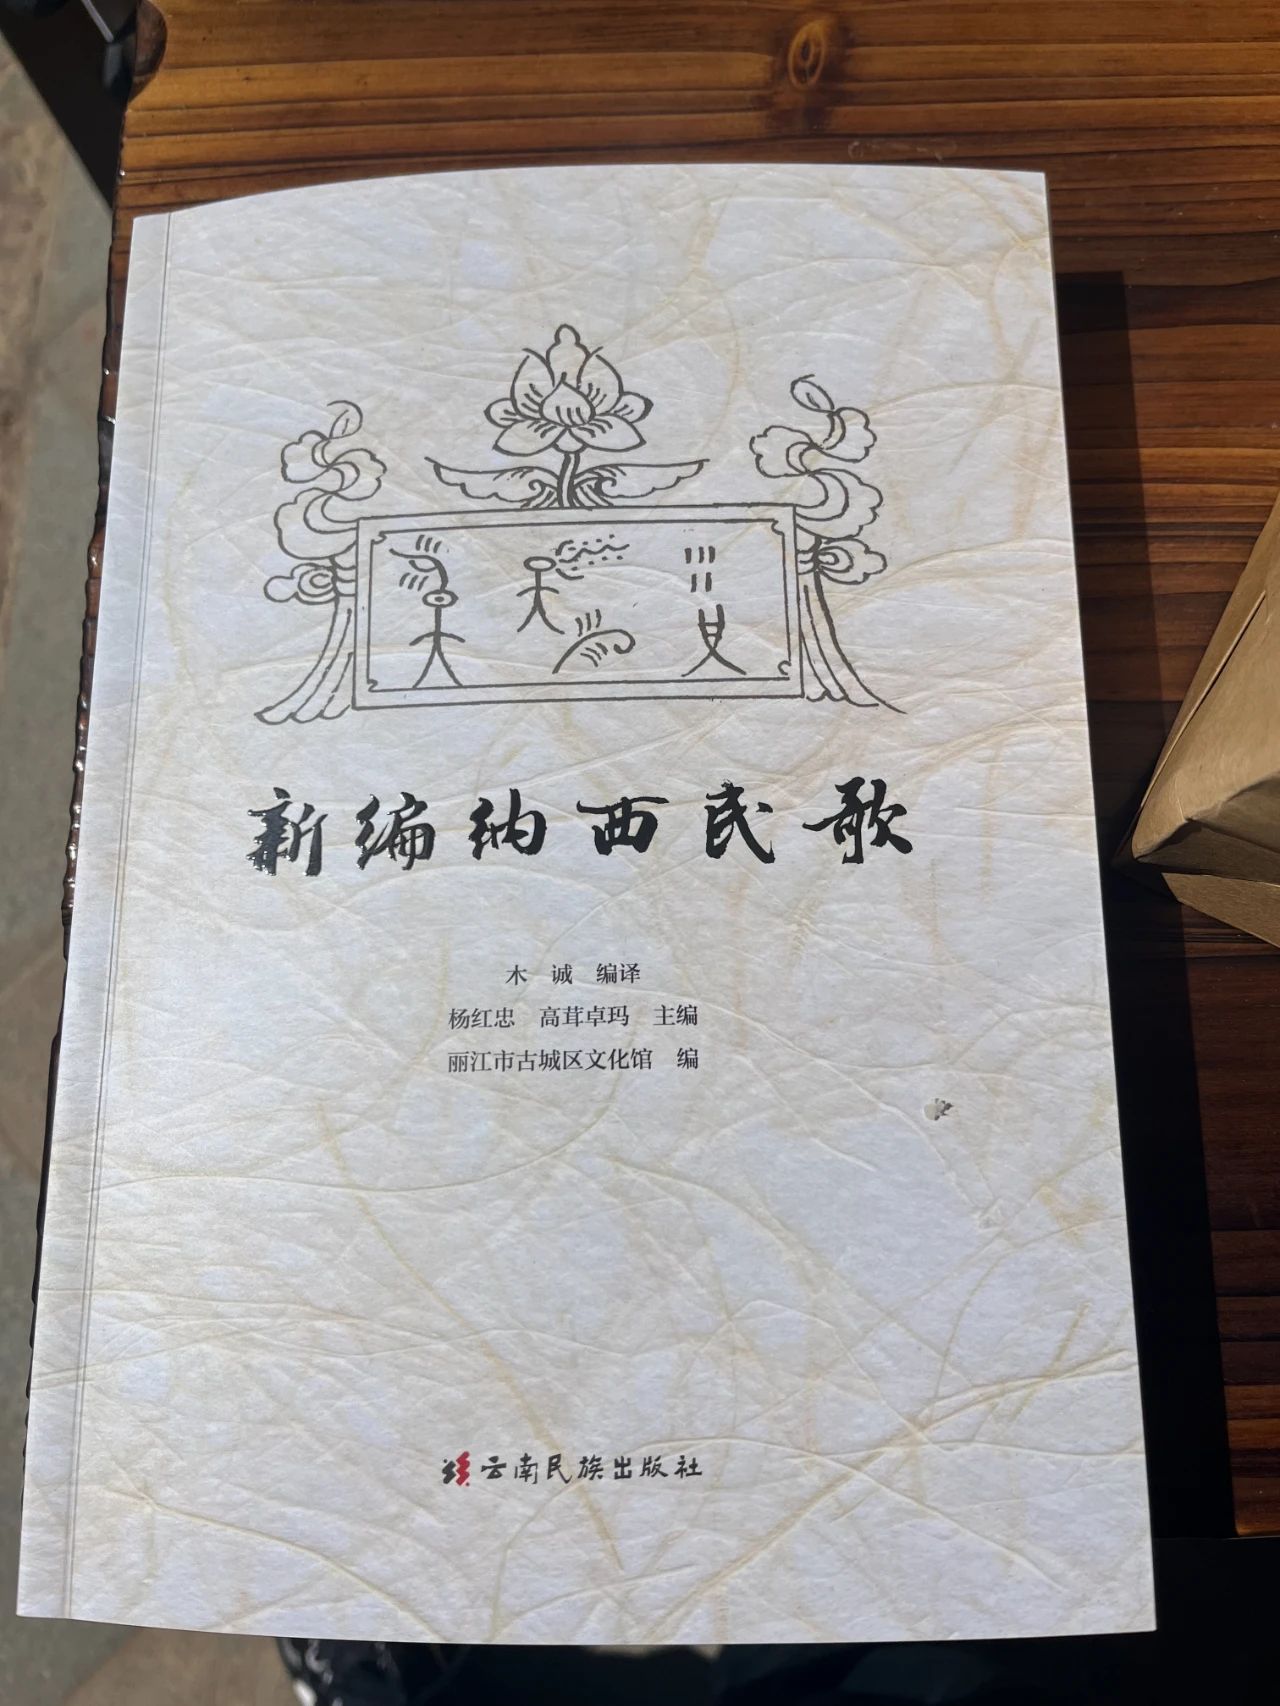 新编纳西民歌
木 诚 编译
杨红忠 高茸卓玛 主编
丽江市古城区文化馆 编
云南民族出版社